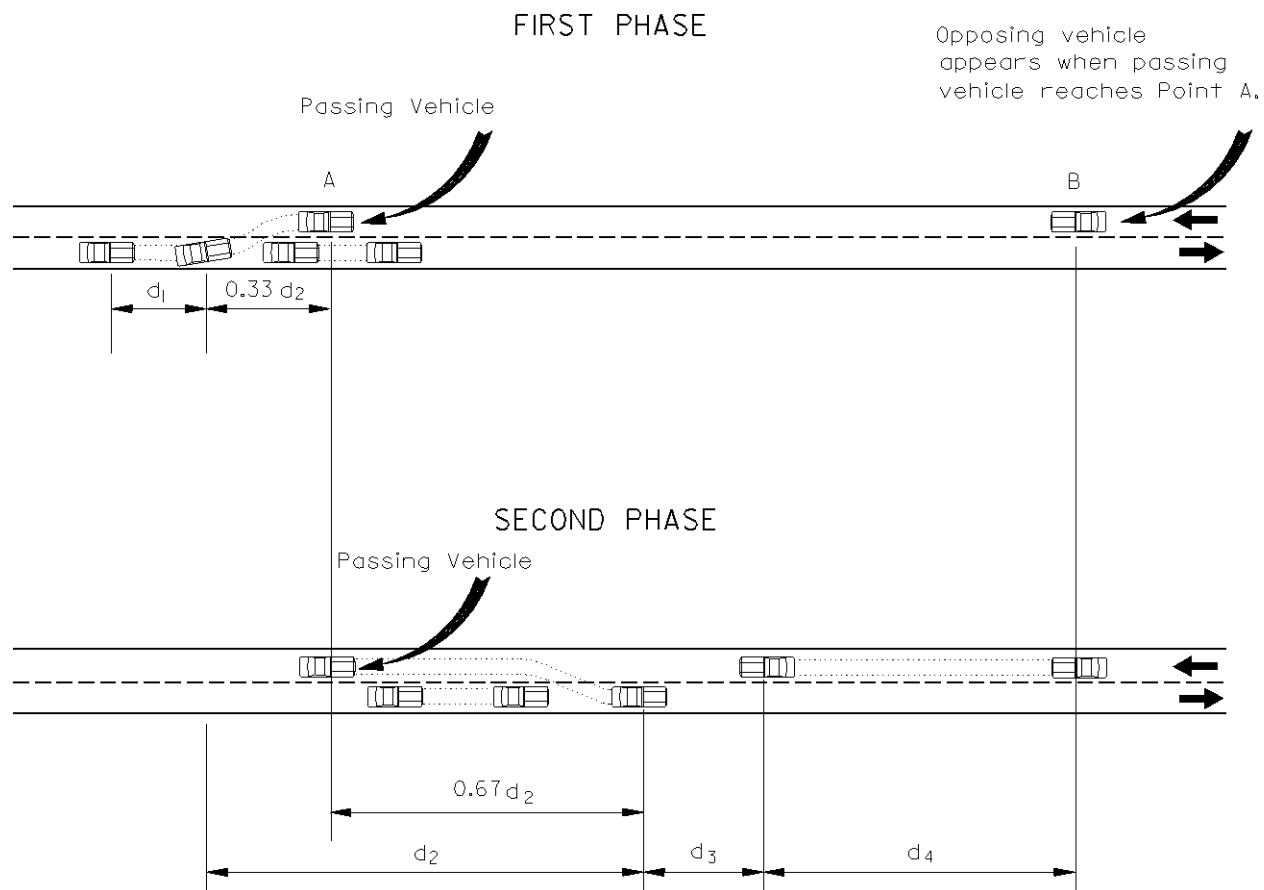 FIRST PHASE
Opposing vehicle
appears when passing
vehicle reaches Point A.
Passing Vehicle
A
B
d₁
0.33 d₂
SECOND PHASE
Passing Vehicle
0.67 d₂
d₂
d₃
d₄